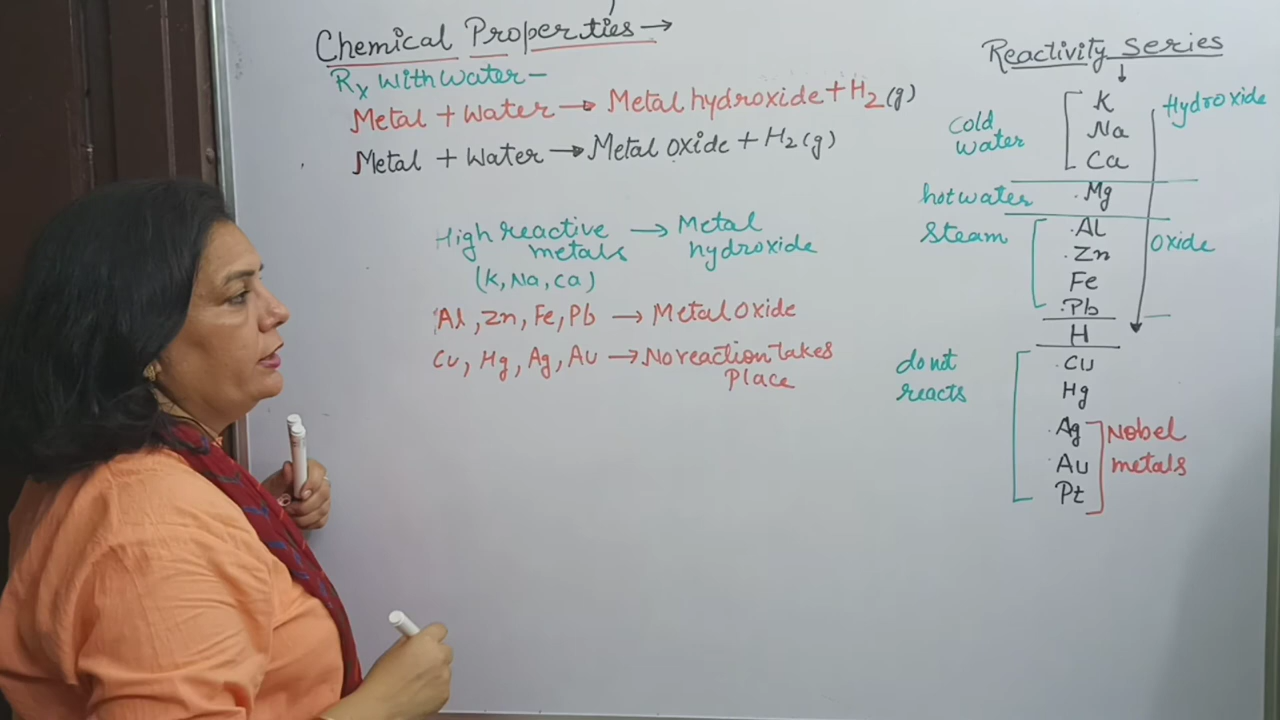 Chemical Properties →
Rx with water —
Metal + Water → Metal hydroxide + H2(g)
Metal + Water → Metal oxide + H2(g)
High reactive metals → Metal hydroxide
(K, Na, Ca)
Al, Zn, Fe, Pb → Metal oxide
Cu, Hg, Ag, Au → No reaction takes
Place
Reactivity series
↓
K
Na
Ca
Mg
Al
Zn
Fe
Pb
H
Cu
Hg
Ag
Au
Pt
Cold
water
hot water
Steam
do not
reacts
Hydroxide
Oxide
Nobel
metals